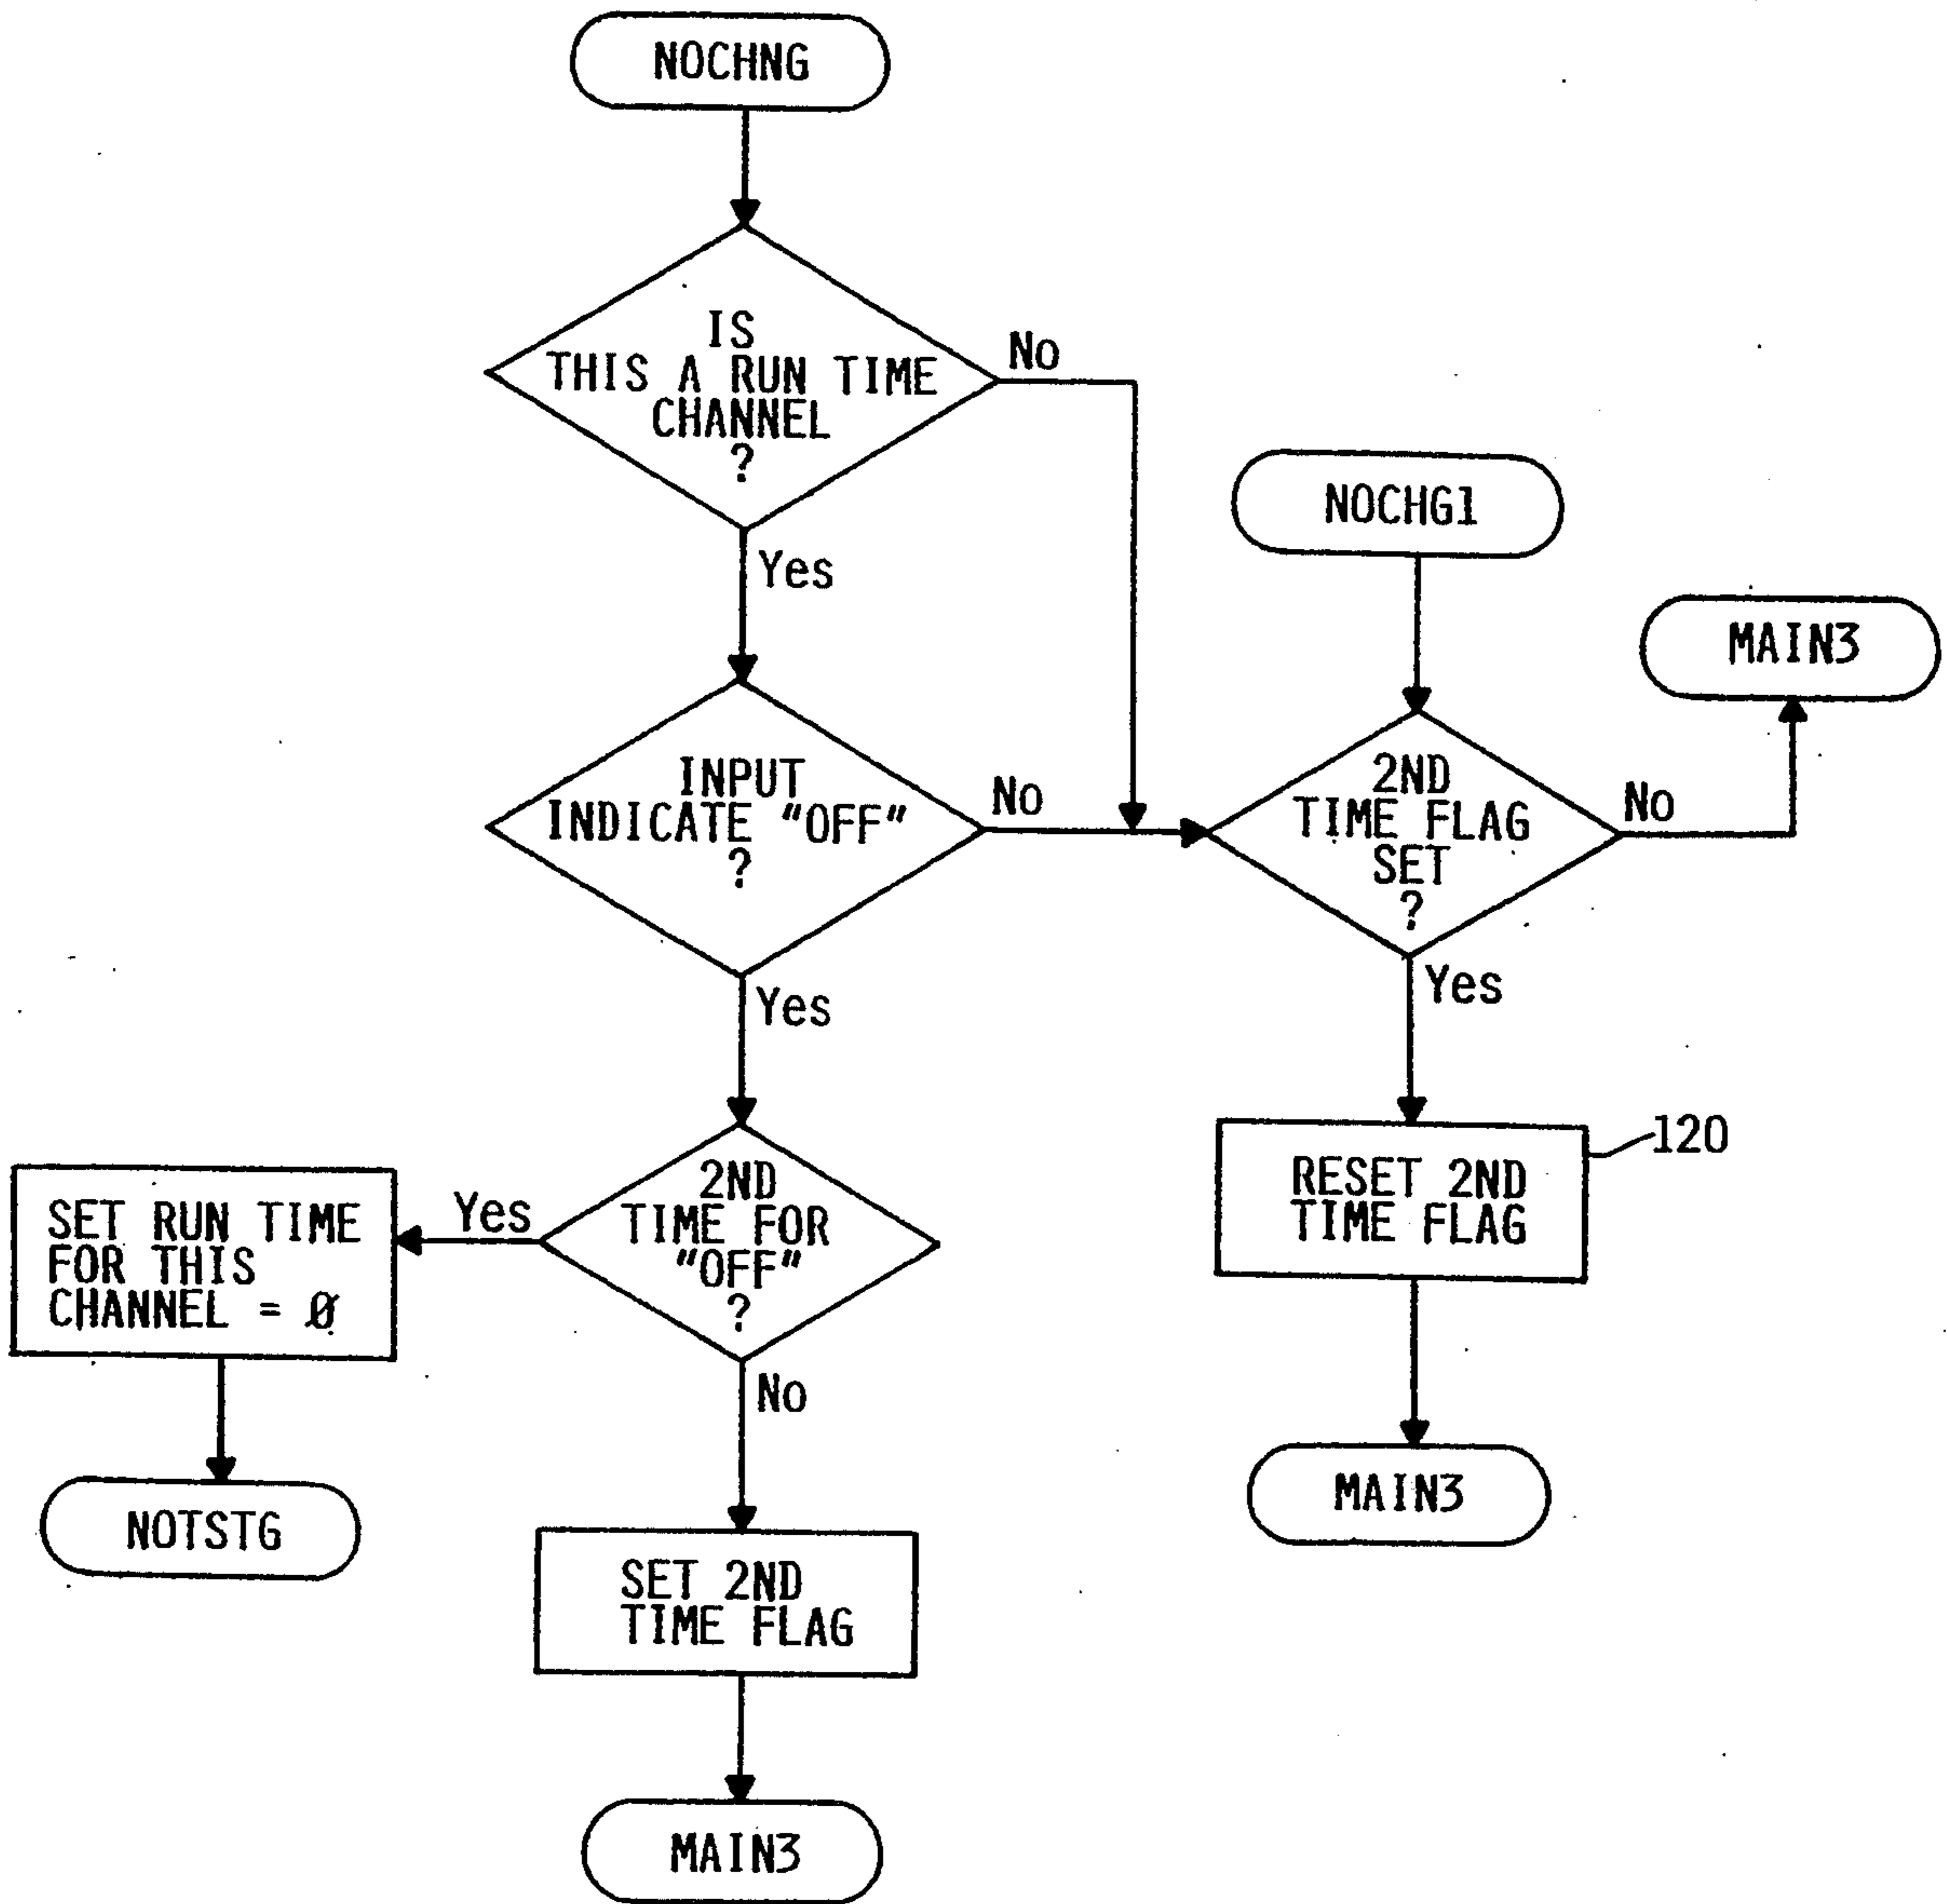 NOCHNG
IS
THIS A RUN TIME
CHANNEL
?
No
Yes
NOCHG1
MAIN3
INPUT
INDICATE "OFF"
?
No
Yes
2ND
TIME FLAG
SET
?
No
Yes
120
RESET 2ND
TIME FLAG
MAIN3
2ND
TIME FOR
"OFF"
?
Yes
No
SET RUN TIME
FOR THIS
CHANNEL = Ø
NOTSTG
SET 2ND
TIME FLAG
MAIN3